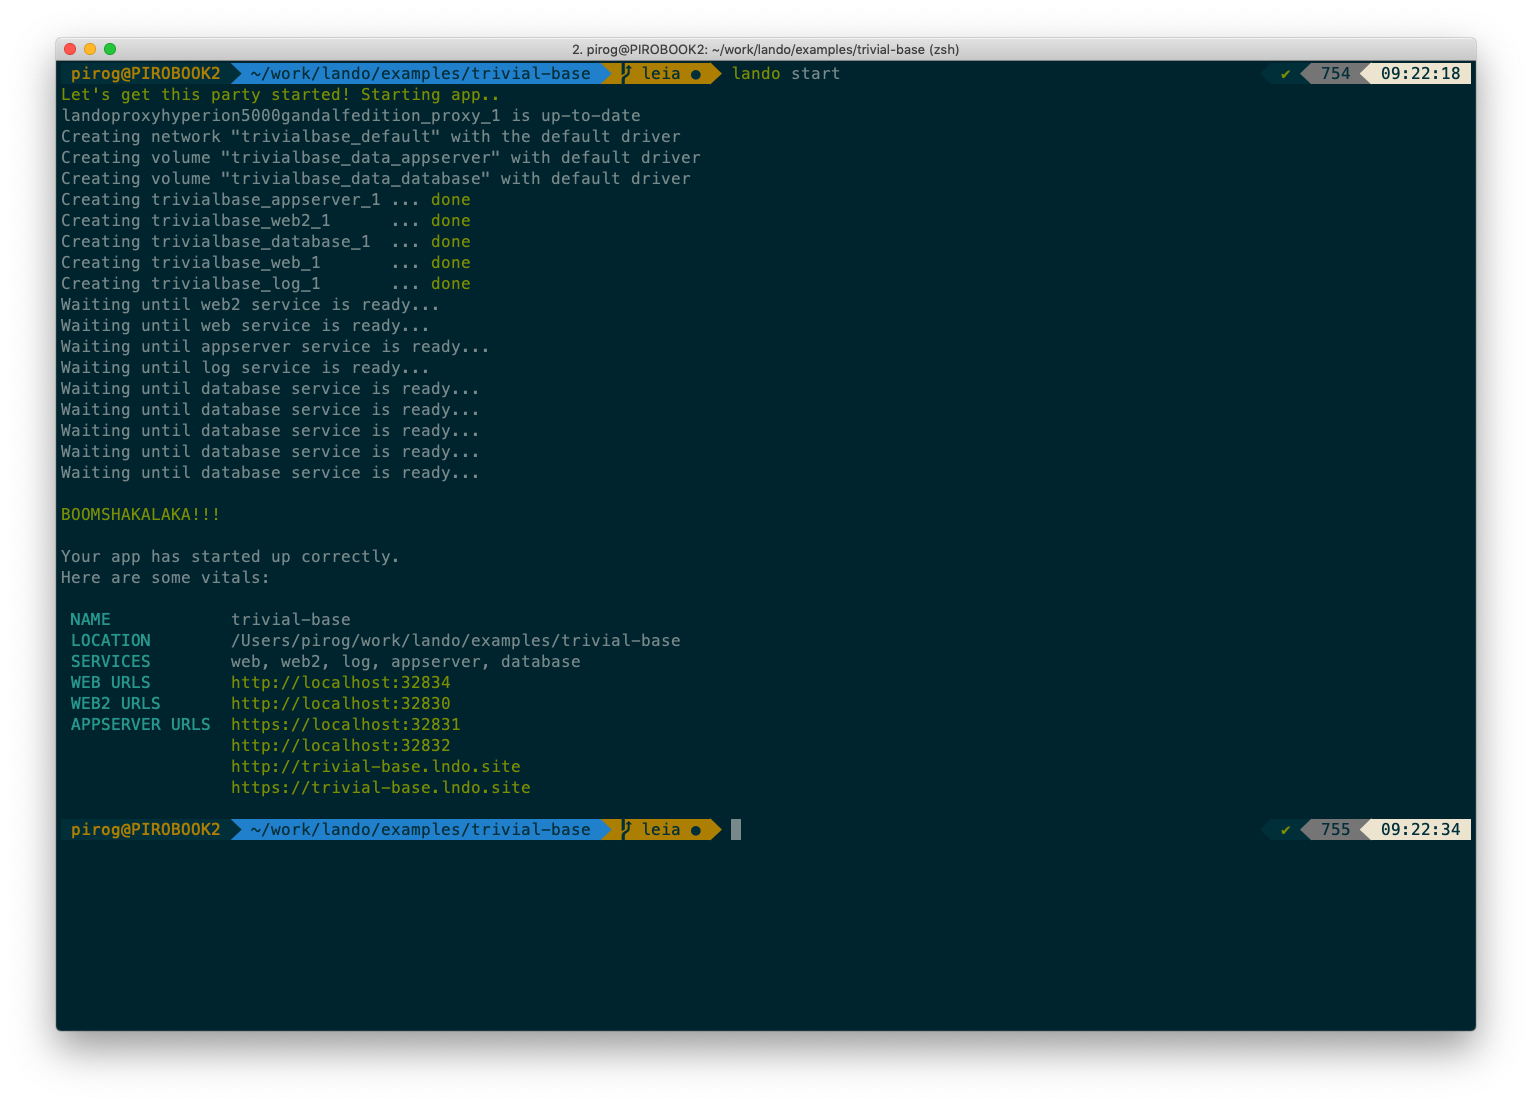 2. pirog@PIROBOOK2: ~/work/lando/examples/trivial-base (zsh)
pirog@PIROBOOK2 ~/work/lando/examples/trivial-base leia ● lando start ✔ 754 09:22:18
Let's get this party started! Starting app..
landoproxyhyperion5000gandalfedition_proxy_1 is up-to-date
Creating network "trivialbase_default" with the default driver
Creating volume "trivialbase_data_appserver" with default driver
Creating volume "trivialbase_data_database" with default driver
Creating trivialbase_appserver_1 ... done
Creating trivialbase_web2_1 ... done
Creating trivialbase_database_1 ... done
Creating trivialbase_web_1 ... done
Creating trivialbase_log_1 ... done
Waiting until web2 service is ready...
Waiting until web service is ready...
Waiting until appserver service is ready...
Waiting until log service is ready...
Waiting until database service is ready...
Waiting until database service is ready...
Waiting until database service is ready...
Waiting until database service is ready...
Waiting until database service is ready...
BOOMSHAKALAKA!!!
Your app has started up correctly.
Here are some vitals:
NAME trivial-base
LOCATION /Users/pirog/work/lando/examples/trivial-base
SERVICES web, web2, log, appserver, database
WEB URLS http://localhost:32834
WEB2 URLS http://localhost:32830
APPSERVER URLS https://localhost:32831
http://localhost:32832
http://trivial-base.lndo.site
https://trivial-base.lndo.site
pirog@PIROBOOK2 ~/work/lando/examples/trivial-base leia ● ✔ 755 09:22:34